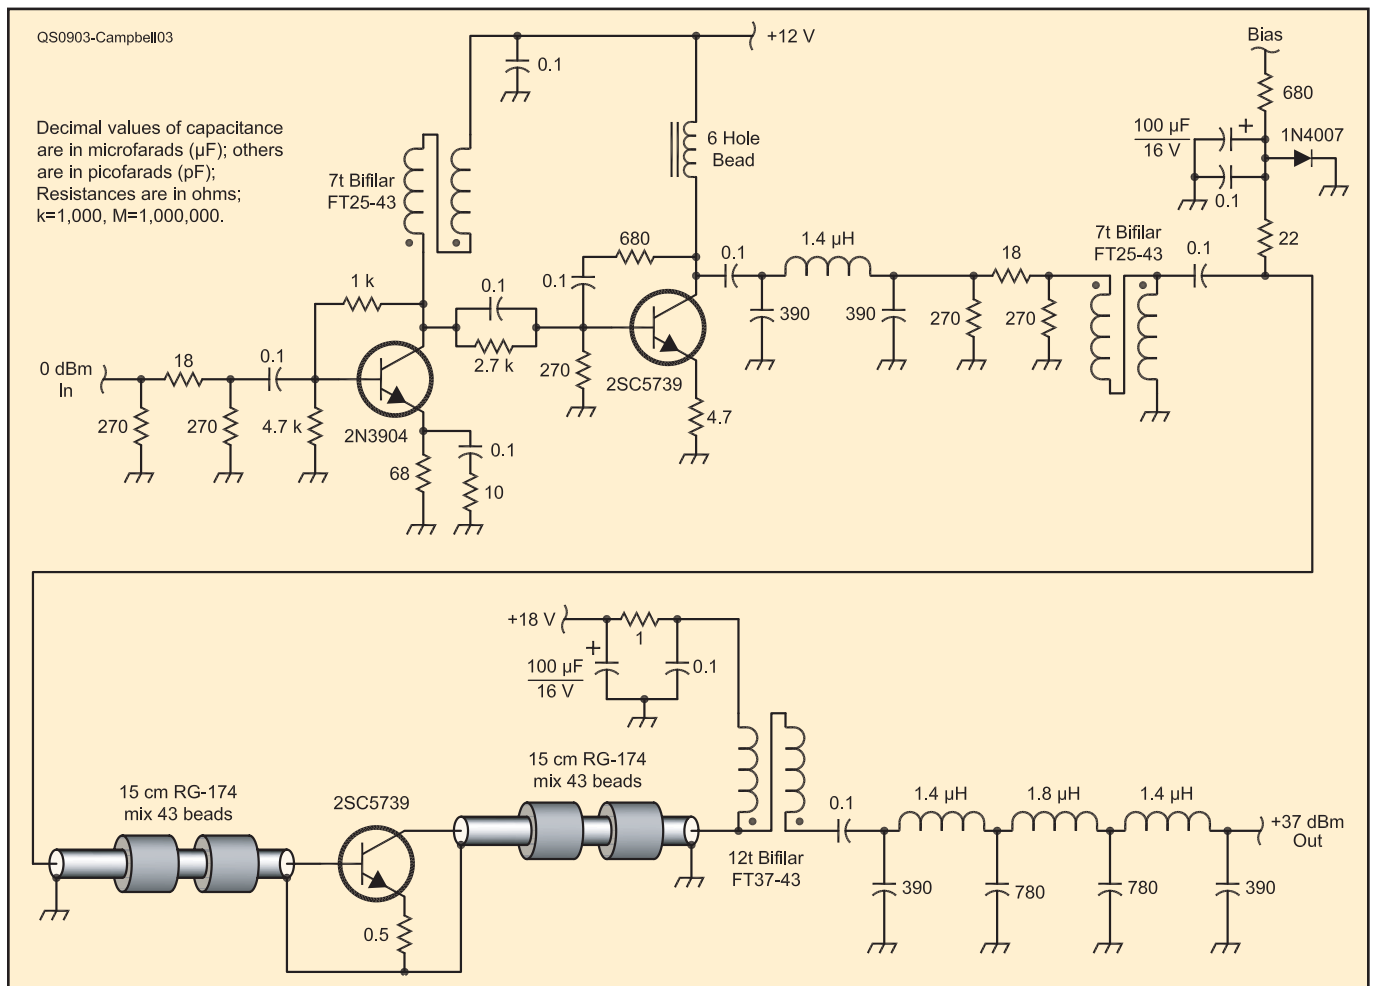 QS0903-Campbell03
Decimal values of capacitance
are in microfarads (µF); others
are in picofarads (pF);
Resistances are in ohms;
k=1,000, M=1,000,000.
+12 V
0.1
7t Bifilar
FT25-43
6 Hole
Bead
Bias
680
100 µF
16 V
+
1N4007
0.1
22
7t Bifilar
FT25-43
0.1
680
0.1
0.1
1.4 µH
18
390
390
270
270
1 k
0.1
2.7 k
270
2SC5739
4.7
0 dBm
In
18
0.1
270
270
4.7 k
2N3904
68
0.1
10
+18 V
1
+
100 µF
16 V
0.1
15 cm RG-174
mix 43 beads
2SC5739
0.5
15 cm RG-174
mix 43 beads
12t Bifilar
FT37-43
0.1
1.4 µH
1.8 µH
1.4 µH
+37 dBm
Out
390
780
780
390